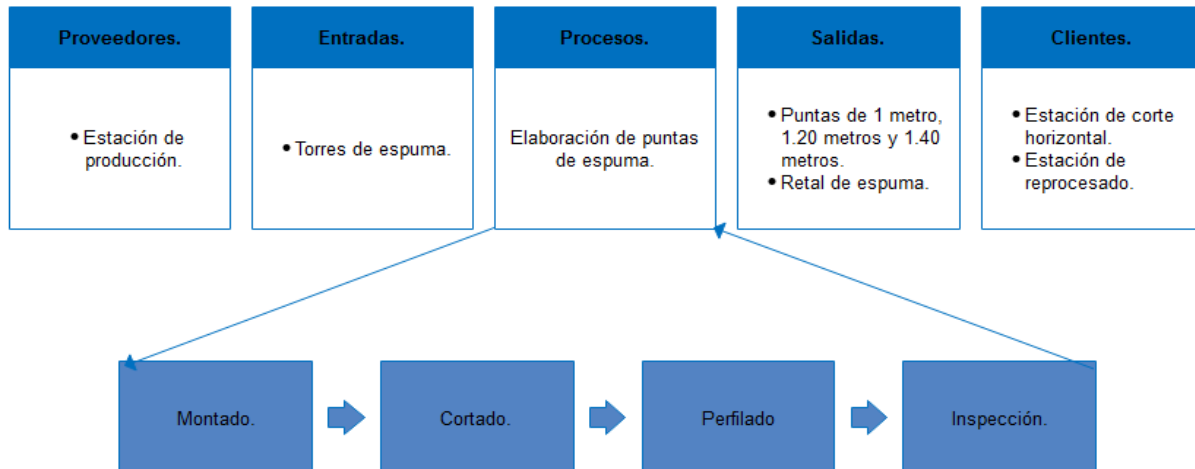 Proveedores.
Entradas.
Procesos.
Salidas.
Clientes.
• Estación de
producción.
• Torres de espuma.
Elaboración de puntas
de espuma.
• Puntas de 1 metro,
1.20 metros y 1.40
metros.
• Retal de espuma.
• Estación de corte
horizontal.
• Estación de
reprocesado.
Montado.
Cortado.
Perfilado
Inspección.